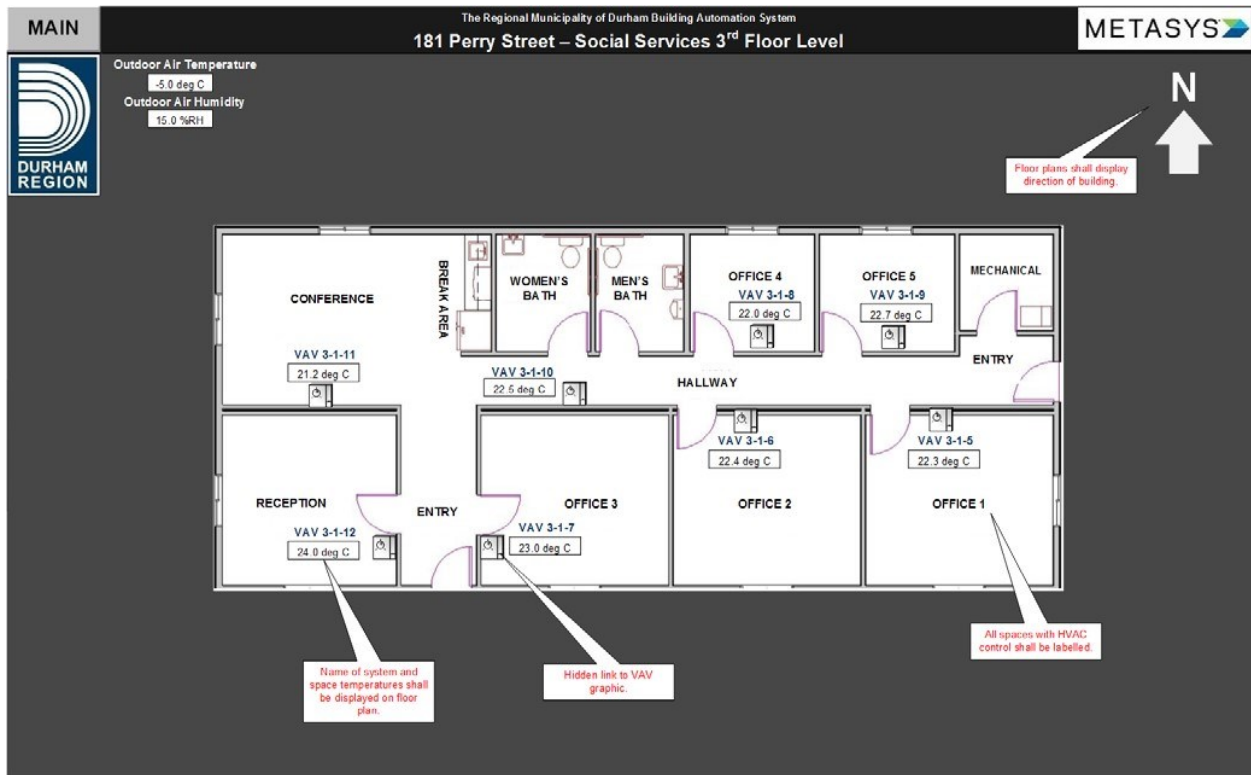 MAIN
The Regional Municipality of Durham Building Automation System
181 Perry Street – Social Services 3rd Floor Level
METASYS
DURHAM
REGION
Outdoor Air Temperature
-5.0 deg C
Outdoor Air Humidity
15.0 %RH
N
Floor plans shall display
direction of building.
CONFERENCE
BREAK AREA
WOMEN'S
BATH
MEN'S
BATH
OFFICE 4
VAV 3-1-8
22.0 deg C
OFFICE 5
VAV 3-1-9
22.7 deg C
MECHANICAL
VAV 3-1-11
21.2 deg C
VAV 3-1-10
22.5 deg C
HALLWAY
ENTRY
RECEPTION
VAV 3-1-12
24.0 deg C
ENTRY
OFFICE 3
VAV 3-1-7
23.0 deg C
VAV 3-1-6
22.4 deg C
OFFICE 2
VAV 3-1-5
22.3 deg C
OFFICE 1
Name of system and
space temperatures shall
be displayed on floor
plan.
Hidden link to VAV
graphic.
All spaces with HVAC
control shall be labelled.